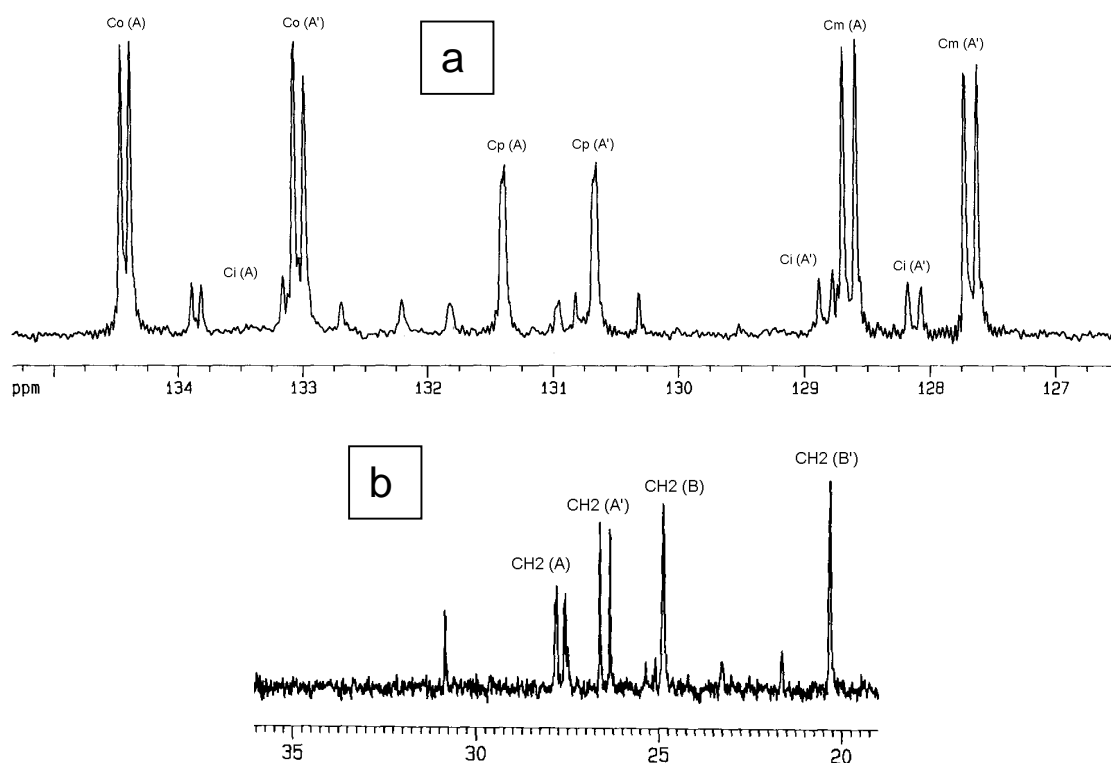 Co (A) Co (A') Cm (A)
a
Cm (A')
Cp (A) Cp (A')
Ci (A) Ci (A') Ci (A')
ppm 134 133 132 131 130 129 128 127
b
CH2 (B')
CH2 (B)
CH2 (A')
CH2 (A)
35 30 25 20